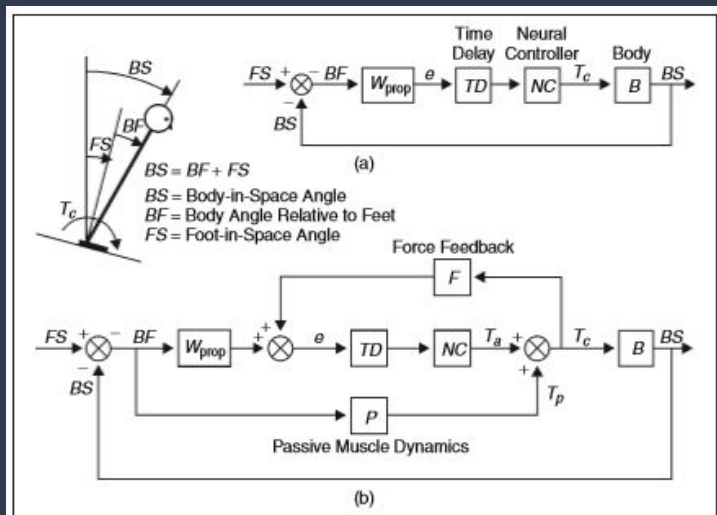 BS
BF
FS
T_c
BS = BF + FS
BS = Body-in-Space Angle
BF = Body Angle Relative to Feet
FS = Foot-in-Space Angle
Time Delay
Neural Controller
Body
FS + − BF W_prop e TD NC T_c B BS
− BS
(a)
Force Feedback
F
FS + − BF W_prop + + e TD NC T_a + T_c B BS
− BS
+ T_p
P
Passive Muscle Dynamics
(b)